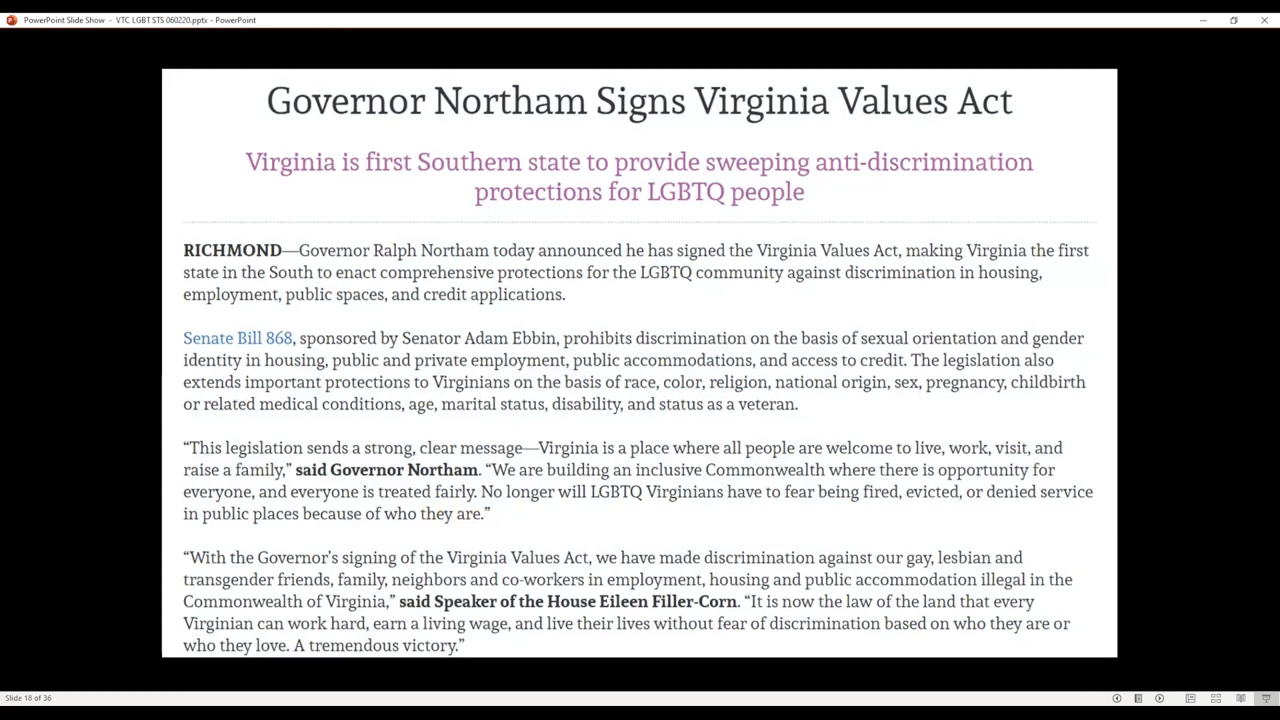 PowerPoint Slide Show - VTC LGBT STS 060220.pptx - PowerPoint
Governor Northam Signs Virginia Values Act
Virginia is first Southern state to provide sweeping anti-discrimination
protections for LGBTQ people
RICHMOND—Governor Ralph Northam today announced he has signed the Virginia Values Act, making Virginia the first
state in the South to enact comprehensive protections for the LGBTQ community against discrimination in housing,
employment, public spaces, and credit applications.
Senate Bill 868, sponsored by Senator Adam Ebbin, prohibits discrimination on the basis of sexual orientation and gender
identity in housing, public and private employment, public accommodations, and access to credit. The legislation also
extends important protections to Virginians on the basis of race, color, religion, national origin, sex, pregnancy, childbirth
or related medical conditions, age, marital status, disability, and status as a veteran.
“This legislation sends a strong, clear message—Virginia is a place where all people are welcome to live, work, visit, and
raise a family,” said Governor Northam. “We are building an inclusive Commonwealth where there is opportunity for
everyone, and everyone is treated fairly. No longer will LGBTQ Virginians have to fear being fired, evicted, or denied service
in public places because of who they are.”
“With the Governor’s signing of the Virginia Values Act, we have made discrimination against our gay, lesbian and
transgender friends, family, neighbors and co-workers in employment, housing and public accommodation illegal in the
Commonwealth of Virginia,” said Speaker of the House Eileen Filler-Corn. “It is now the law of the land that every
Virginian can work hard, earn a living wage, and live their lives without fear of discrimination based on who they are or
who they love. A tremendous victory.”
Slide 18 of 36